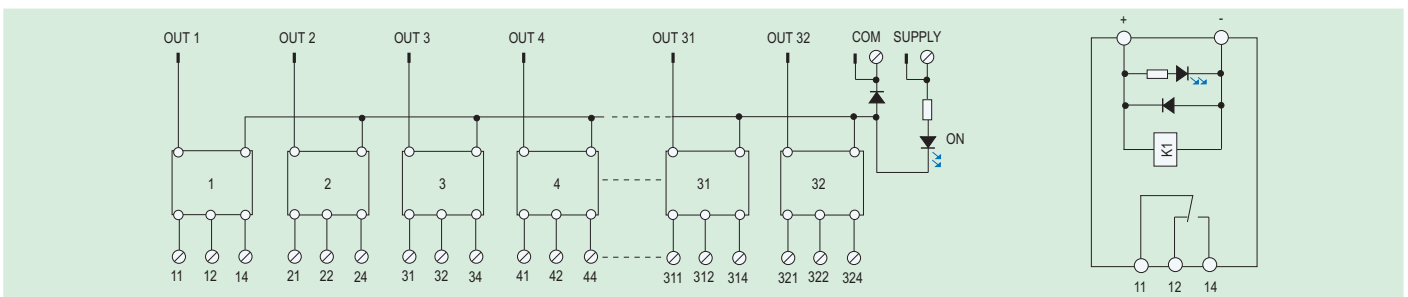 OUT 1 OUT 2 OUT 3 OUT 4 OUT 31 OUT 32 COM SUPPLY
ON
1 2 3 4 31 32
11 12 14 21 22 24 31 32 34 41 42 44 311 312 314 321 322 324
+ -
K1
11 12 14